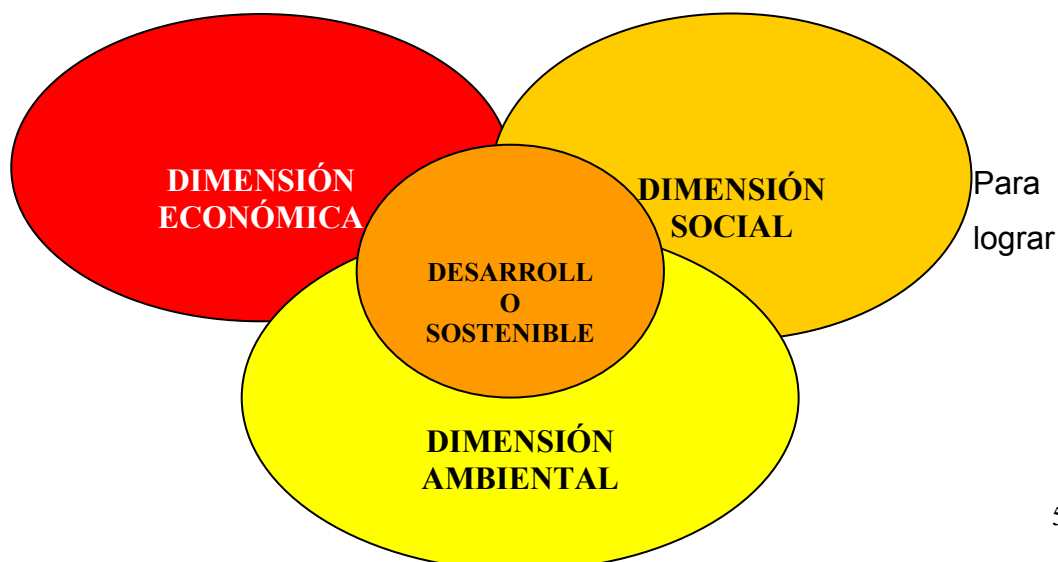 DIMENSIÓN
ECONÓMICA
DIMENSIÓN
SOCIAL
Para
lograr
DESARROLL
O
SOSTENIBLE
DIMENSIÓN
AMBIENTAL
5